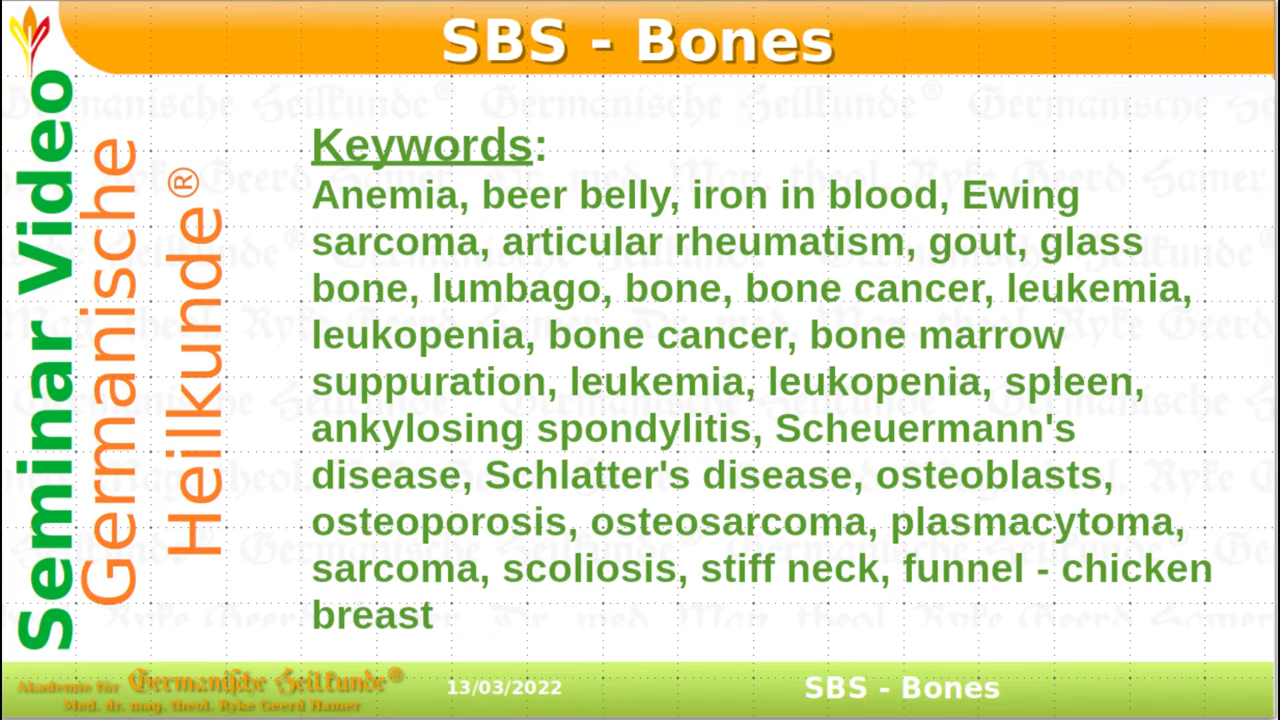 SBS - Bones
Seminar Video
Germanische
Heilkunde®
Keywords:
Anemia, beer belly, iron in blood, Ewing
sarcoma, articular rheumatism, gout, glass
bone, lumbago, bone, bone cancer, leukemia,
leukopenia, bone cancer, bone marrow
suppuration, leukemia, leukopenia, spleen,
ankylosing spondylitis, Scheuermann's
disease, Schlatter's disease, osteoblasts,
osteoporosis, osteosarcoma, plasmacytoma,
sarcoma, scoliosis, stiff neck, funnel - chicken
breast
Akademie für Germanische Heilkunde®
Med. dr. mag. theol. Ryke Geerd Hamer
13/03/2022
SBS - Bones